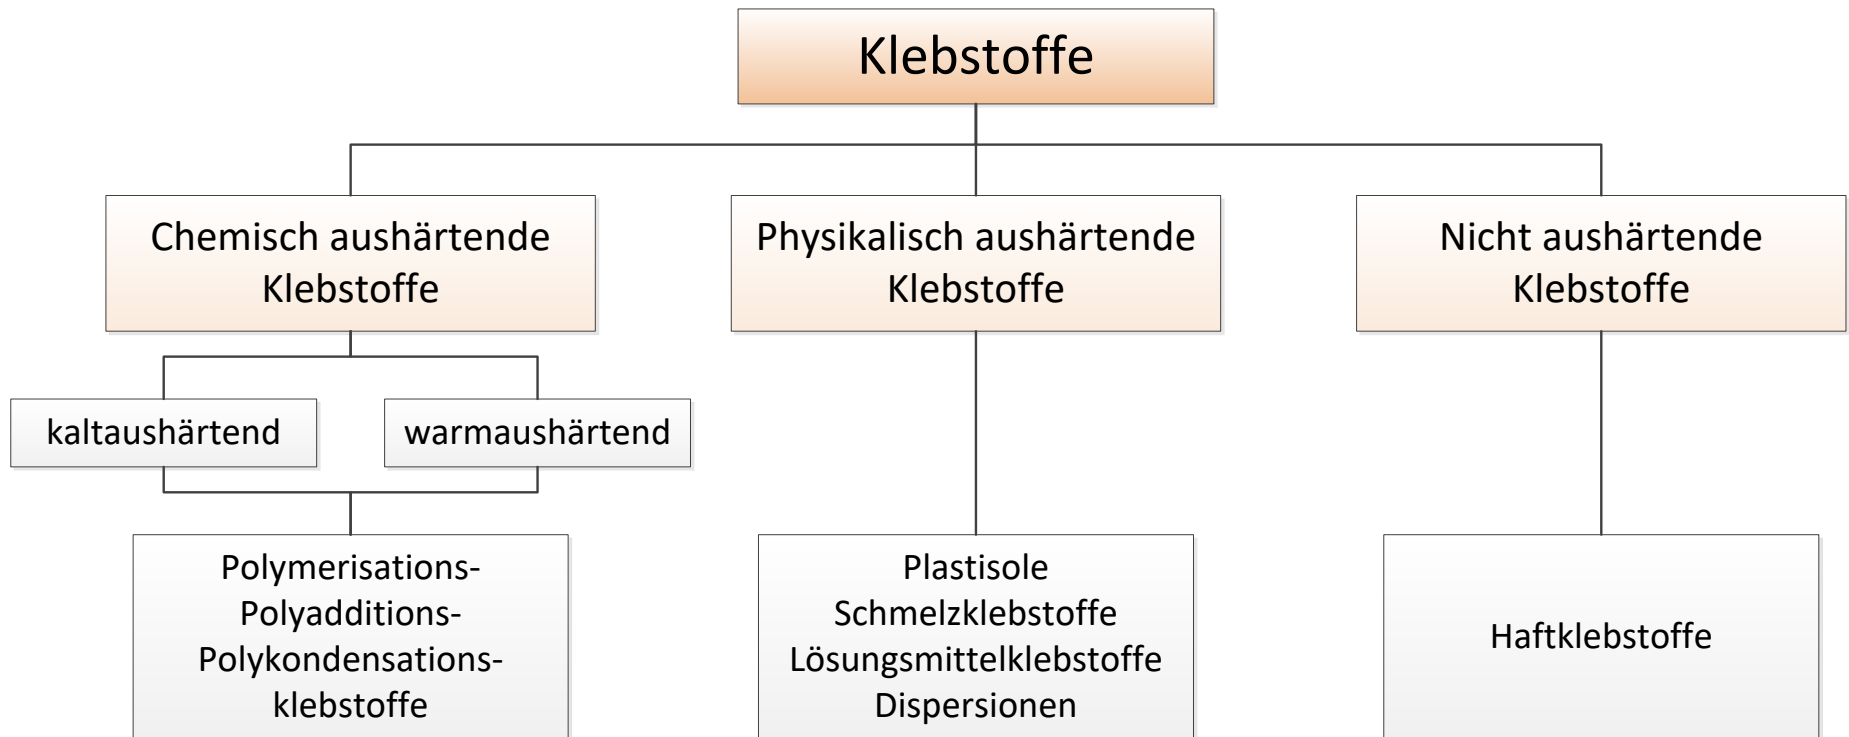 Klebstoffe
Chemisch aushärtende
Klebstoffe
Physikalisch aushärtende
Klebstoffe
Nicht aushärtende
Klebstoffe
kaltaushärtend
warmaushärtend
Polymerisations-
Polyadditions-
Polykondensations-
klebstoffe
Plastisole
Schmelzklebstoffe
Lösungsmittelklebstoffe
Dispersionen
Haftklebstoffe